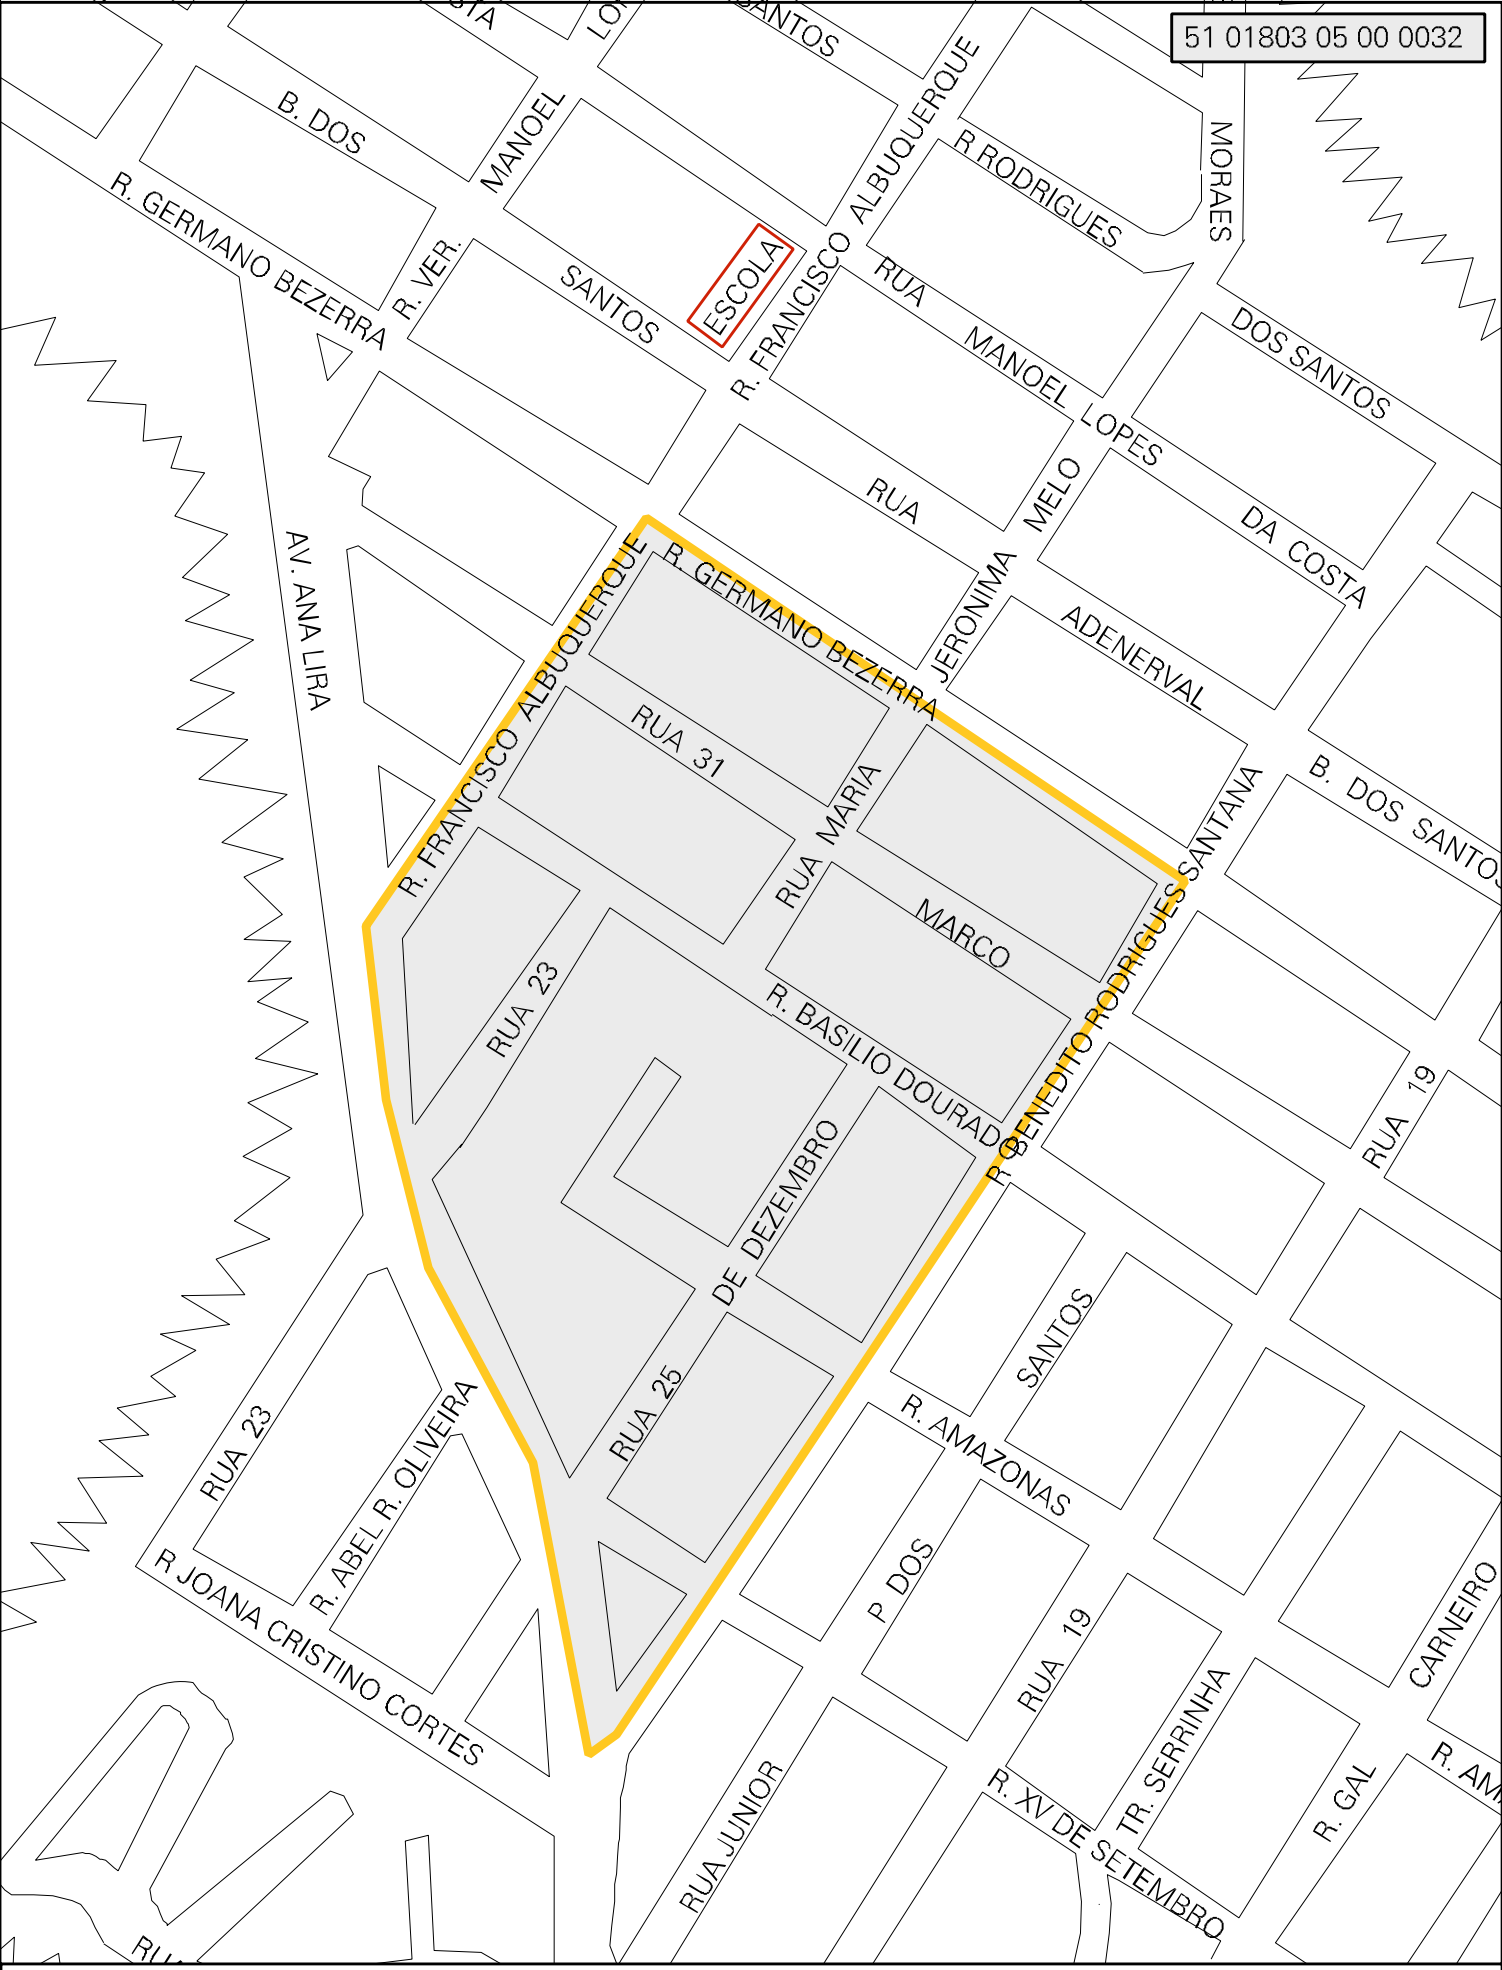 51 01803 05 00 0032
SANTOS
B. DOS
MANOEL
R. FRANCISCO ALBUQUERQUE
R RODRIGUES
MORAES
R. GERMANO BEZERRA
R. VER.
SANTOS
ESCOLA
RUA MANOEL LOPES DA COSTA
DOS SANTOS
RUA ADENERVAL
JERONIMA MELO
AV. ANA LIRA
R. FRANCISCO ALBUQUERQUE
R. GERMANO BEZERRA
RUA 31
RUA MARIA
MARCO
B. DOS SANTOS
R. BENEDITO RODRIGUES SANTANA
RUA 23
R. BASILIO DOURADO
RUA 19
RUA 25 DE DEZEMBRO
SANTOS
R. AMAZONAS
RUA 23
R. ABEL R. OLIVEIRA
R JOANA CRISTINO CORTES
P DOS
RUA 19
CARNEIRO
TR. SERRINHA
R. GAL
RUA JUNIOR
R. XV DE SETEMBRO
RUA